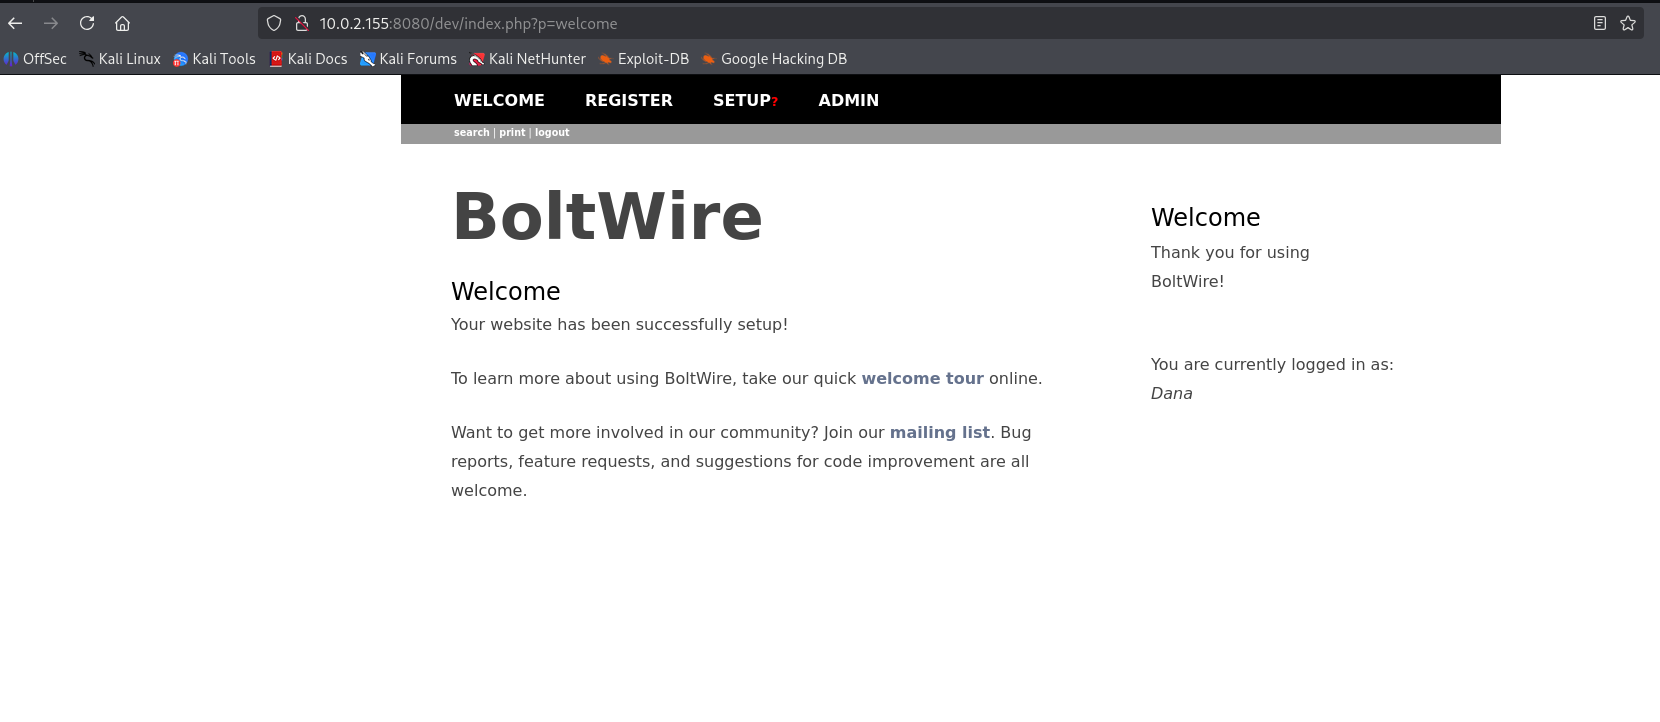 10.0.2.155:8080/dev/index.php?p=welcome
OffSec Kali Linux Kali Tools Kali Docs Kali Forums Kali NetHunter Exploit-DB Google Hacking DB
WELCOME REGISTER SETUP? ADMIN
search | print | logout
BoltWire
Welcome
Your website has been successfully setup!
To learn more about using BoltWire, take our quick welcome tour online.
Want to get more involved in our community? Join our mailing list. Bug
reports, feature requests, and suggestions for code improvement are all
welcome.
Welcome
Thank you for using
BoltWire!
You are currently logged in as:
Dana